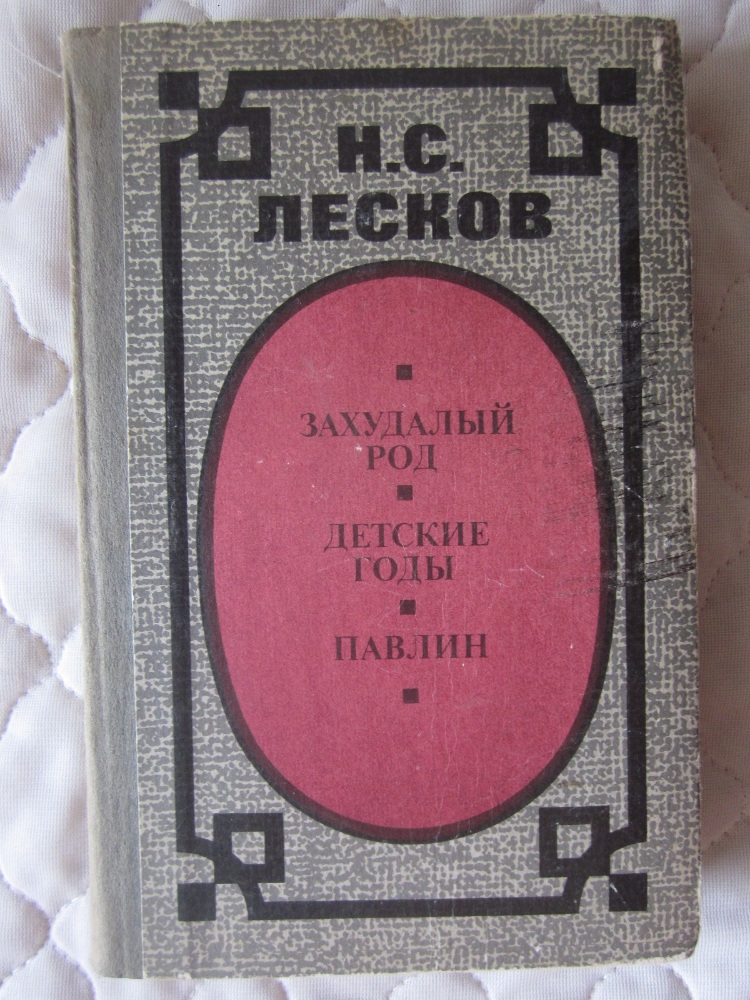 Н.С.
ЛЕСКОВ
ЗАХУДАЛЫЙ
РОД
ДЕТСКИЕ
ГОДЫ
ПАВЛИН